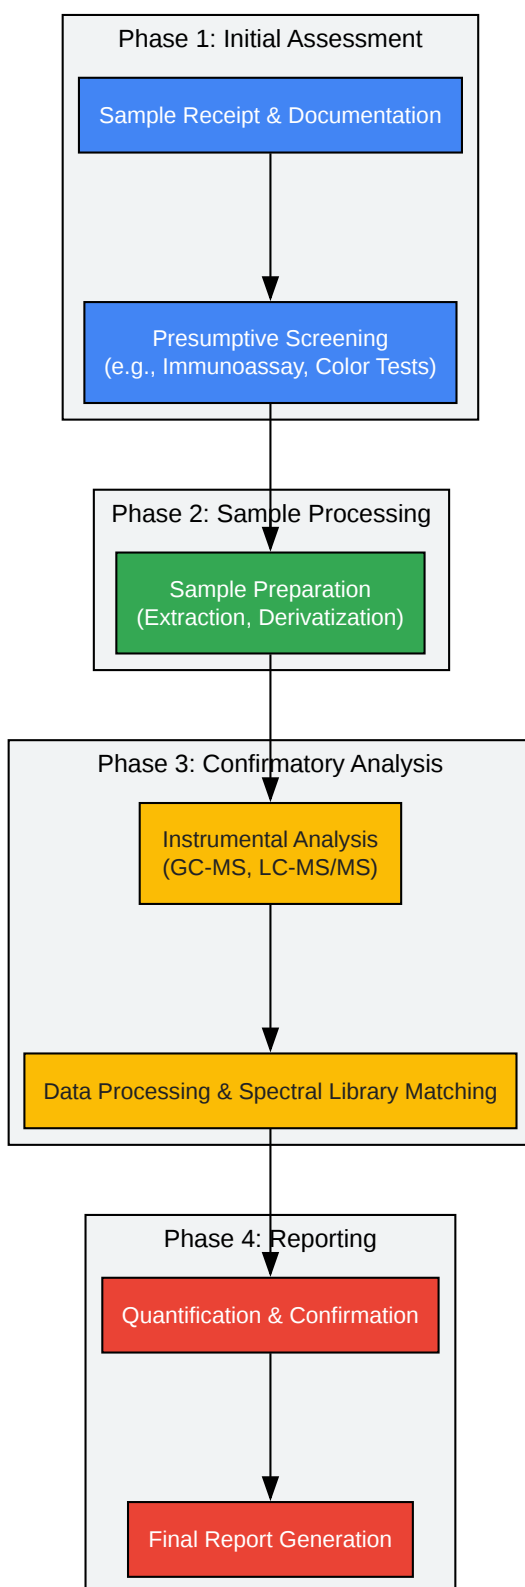 Phase 1: Initial Assessment
Sample Receipt & Documentation
Presumptive Screening
(e.g., Immunoassay, Color Tests)
Phase 2: Sample Processing
Sample Preparation
(Extraction, Derivatization)
Phase 3: Confirmatory Analysis
Instrumental Analysis
(GC-MS, LC-MS/MS)
Data Processing & Spectral Library Matching
Phase 4: Reporting
Quantification & Confirmation
Final Report Generation